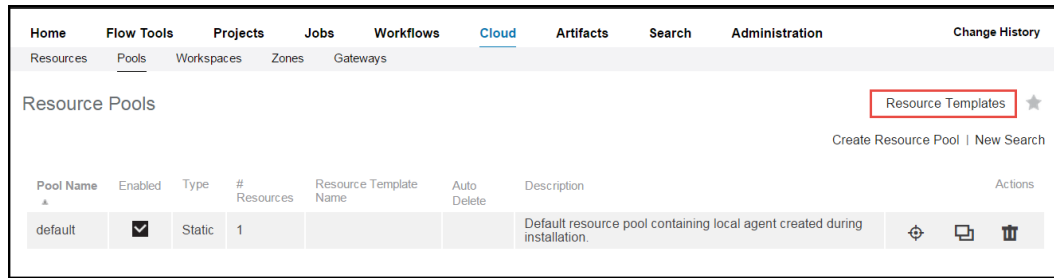 Home Flow Tools Projects Jobs Workflows Cloud Artifacts Search Administration Change History
Resources Pools Workspaces Zones Gateways
Resource Pools Resource Templates
Create Resource Pool | New Search
Pool Name Enabled Type # Resources Resource Template Name Auto Delete Description Actions
default Static 1 Default resource pool containing local agent created during
installation.